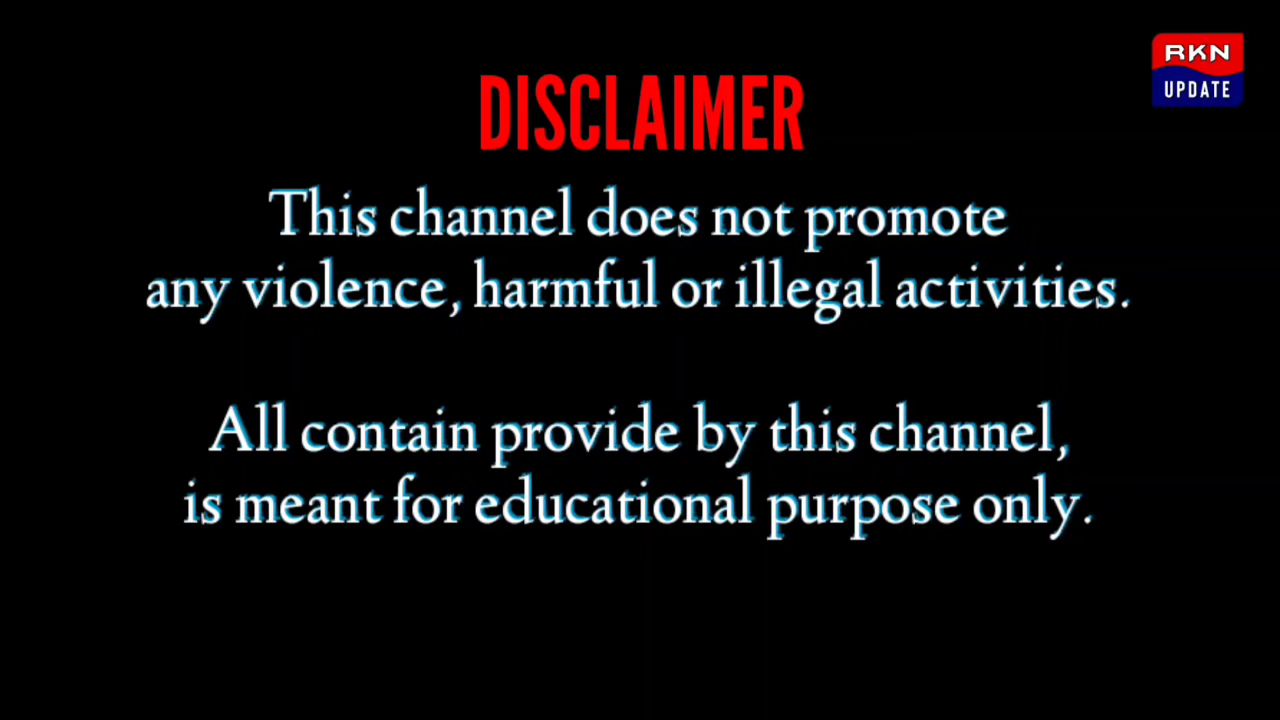 RKN
UPDATE
DISCLAIMER
This channel does not promote
any violence, harmful or illegal activities.
All contain provide by this channel,
is meant for educational purpose only.